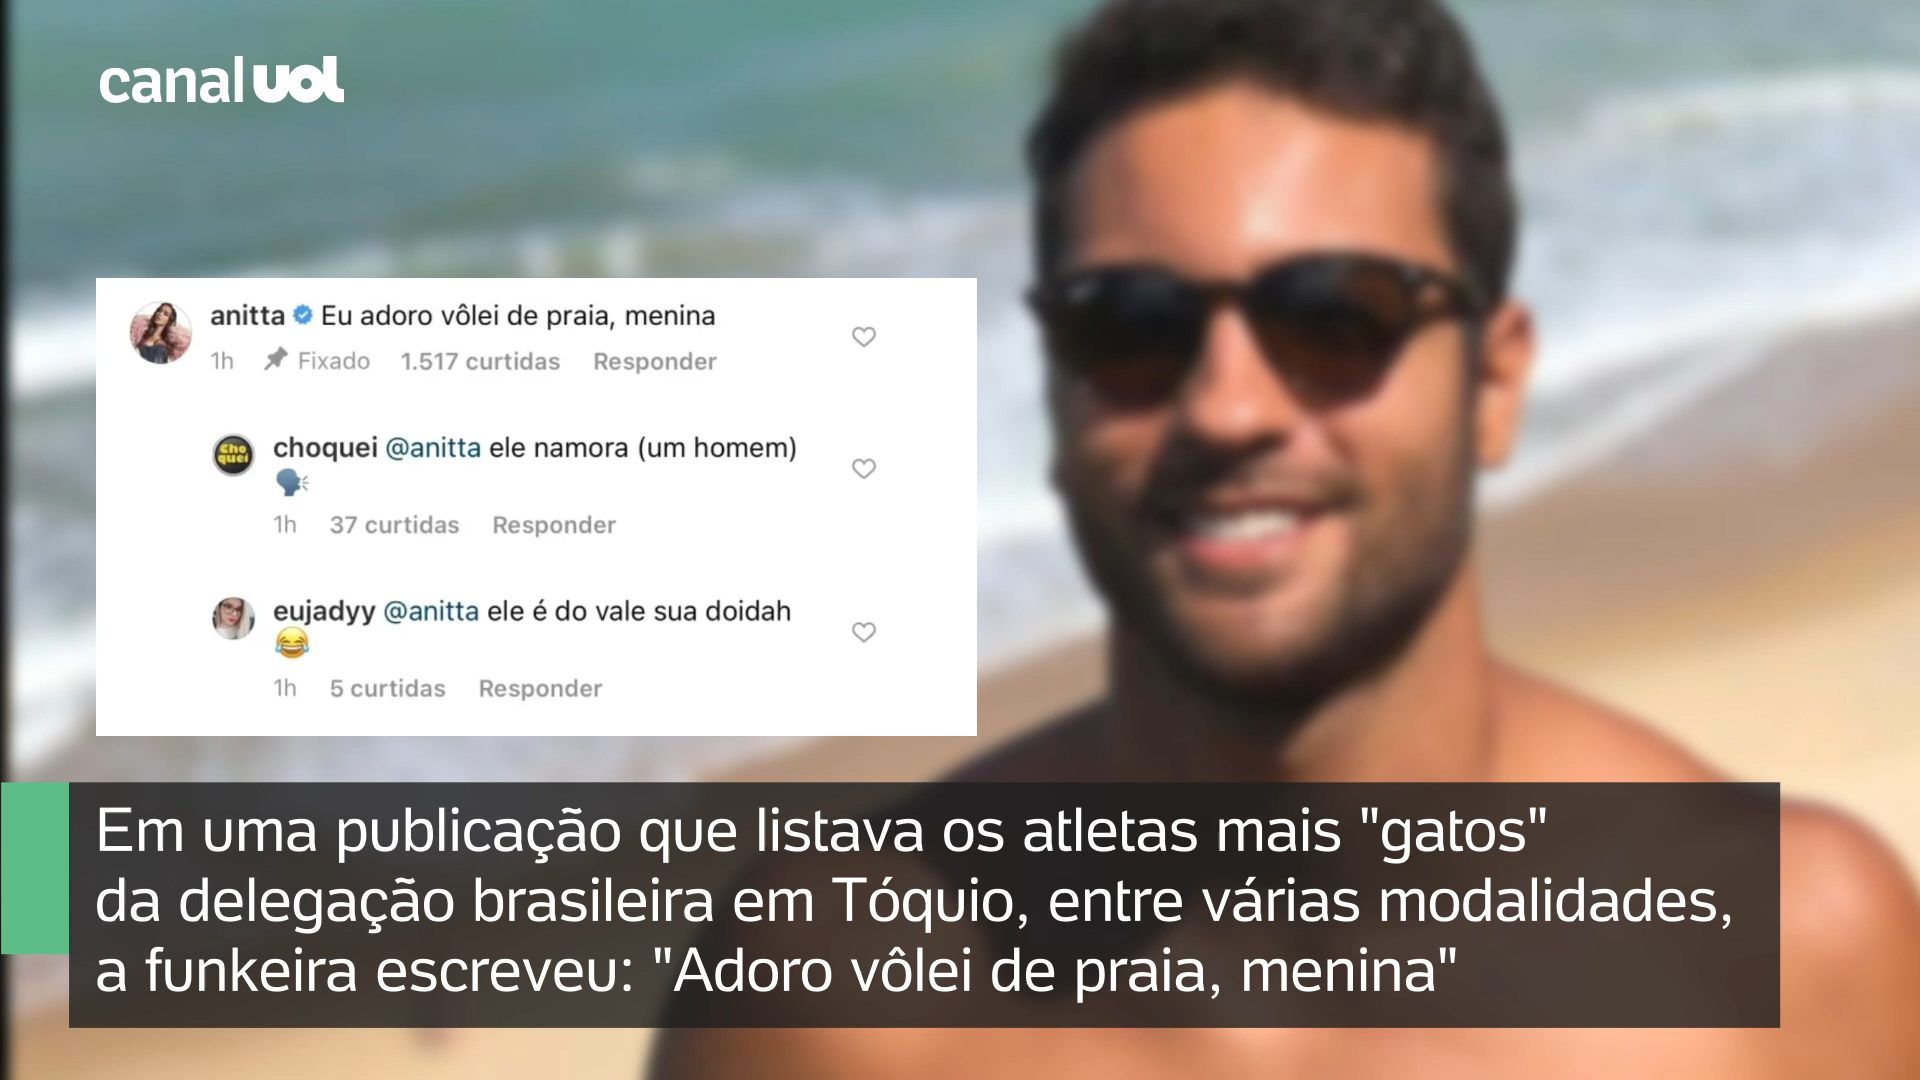 canal uol
anitta Eu adoro vôlei de praia, menina
1h Fixado 1.517 curtidas Responder
Cho
quei
choquei @anitta ele namora (um homem)
1h 37 curtidas Responder
eujadyy @anitta ele é do vale sua doidah
1h 5 curtidas Responder
Em uma publicação que listava os atletas mais "gatos"
da delegação brasileira em Tóquio, entre várias modalidades,
a funkeira escreveu: "Adoro vôlei de praia, menina"